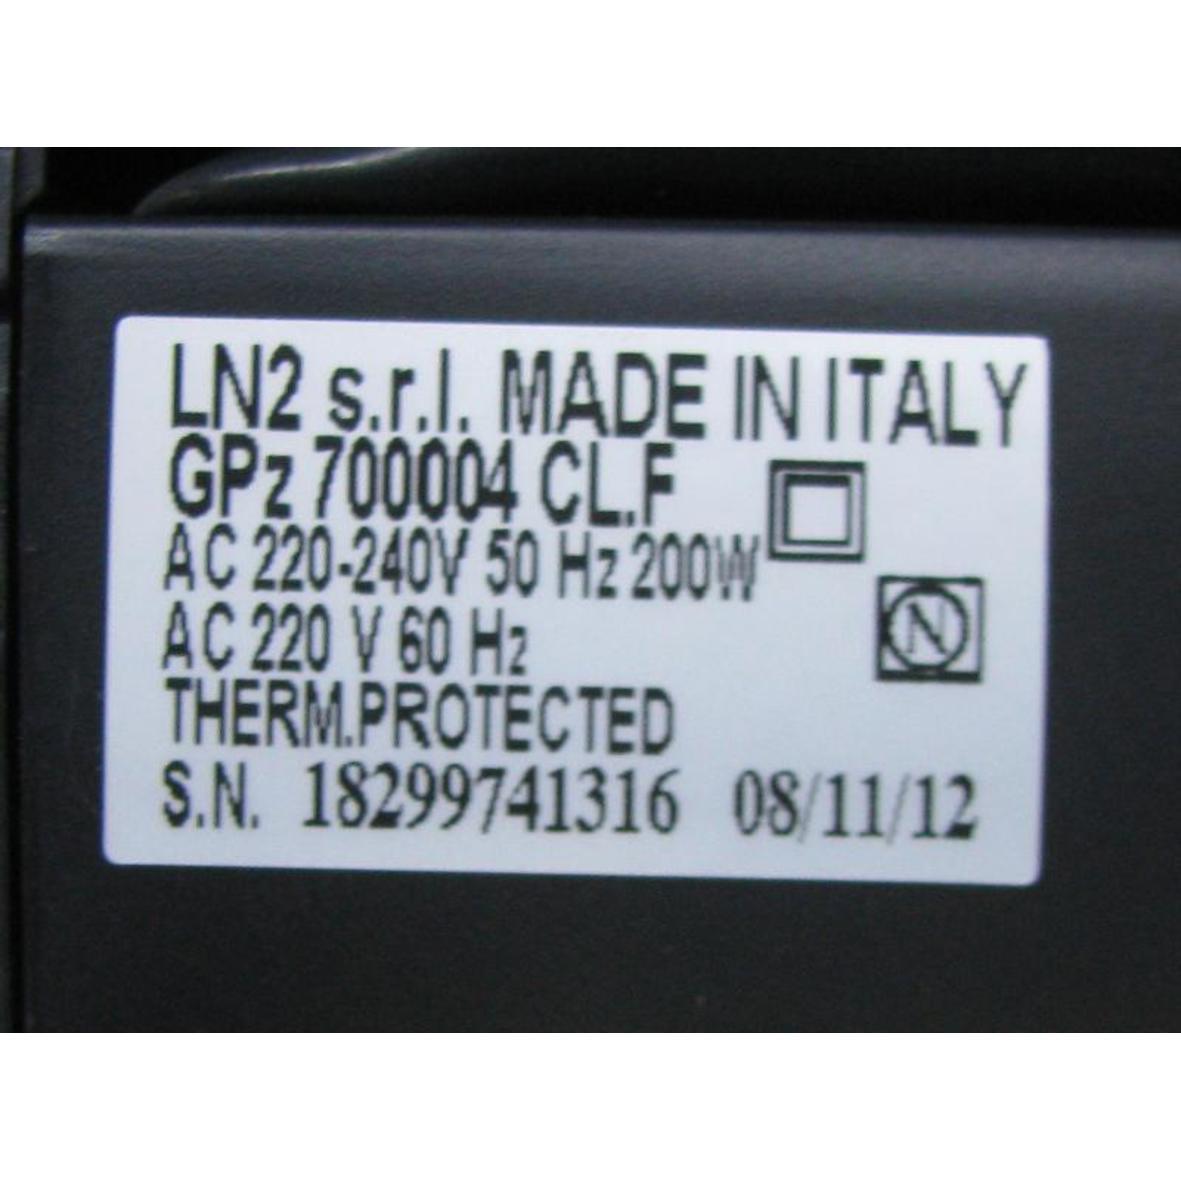 LN2 s.r.l. MADE IN ITALY
GPz 700004 CL.F
AC 220-240V 50 Hz 200W
AC 220 V 60 Hz
N
THERM.PROTECTED
S.N. 18299741316 08/11/12